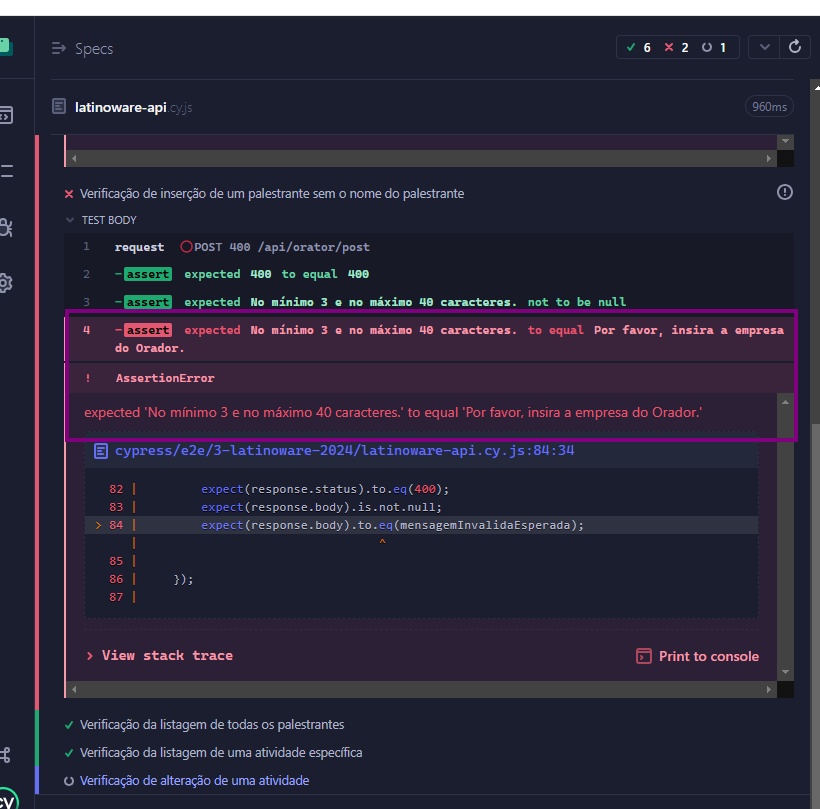 Specs
6 2 1
latinoware-api.cy.js
960ms
Verificação de inserção de um palestrante sem o nome do palestrante
TEST BODY
1 request POST 400 /api/orator/post
2 -assert expected 400 to equal 400
3 -assert expected No mínimo 3 e no máximo 40 caracteres. not to be null
4 -assert expected No mínimo 3 e no máximo 40 caracteres. to equal Por favor, insira a empresa
do Orador.
! AssertionError
expected 'No mínimo 3 e no máximo 40 caracteres.' to equal 'Por favor, insira a empresa do Orador.'
cypress/e2e/3-latinoware-2024/latinoware-api.cy.js:84:34
82 | expect(response.status).to.eq(400);
83 | expect(response.body).is.not.null;
> 84 | expect(response.body).to.eq(mensagemInvalidaEsperada);
| ^
85 |
86 | });
87 |
> View stack trace
Print to console
Verificação da listagem de todas os palestrantes
Verificação da listagem de uma atividade específica
Verificação de alteração de uma atividade
cy